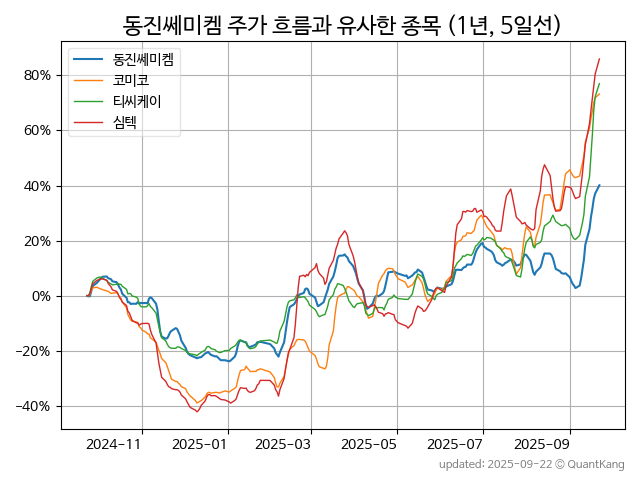 동진쎄미켐 주가 흐름과 유사한 종목 (1년, 5일선)
동진쎄미켐
코미코
티씨케이
심텍
80%
60%
40%
20%
0%
−20%
−40%
2024-11
2025-01
2025-03
2025-05
2025-07
2025-09
updated: 2025-09-22 © QuantKang